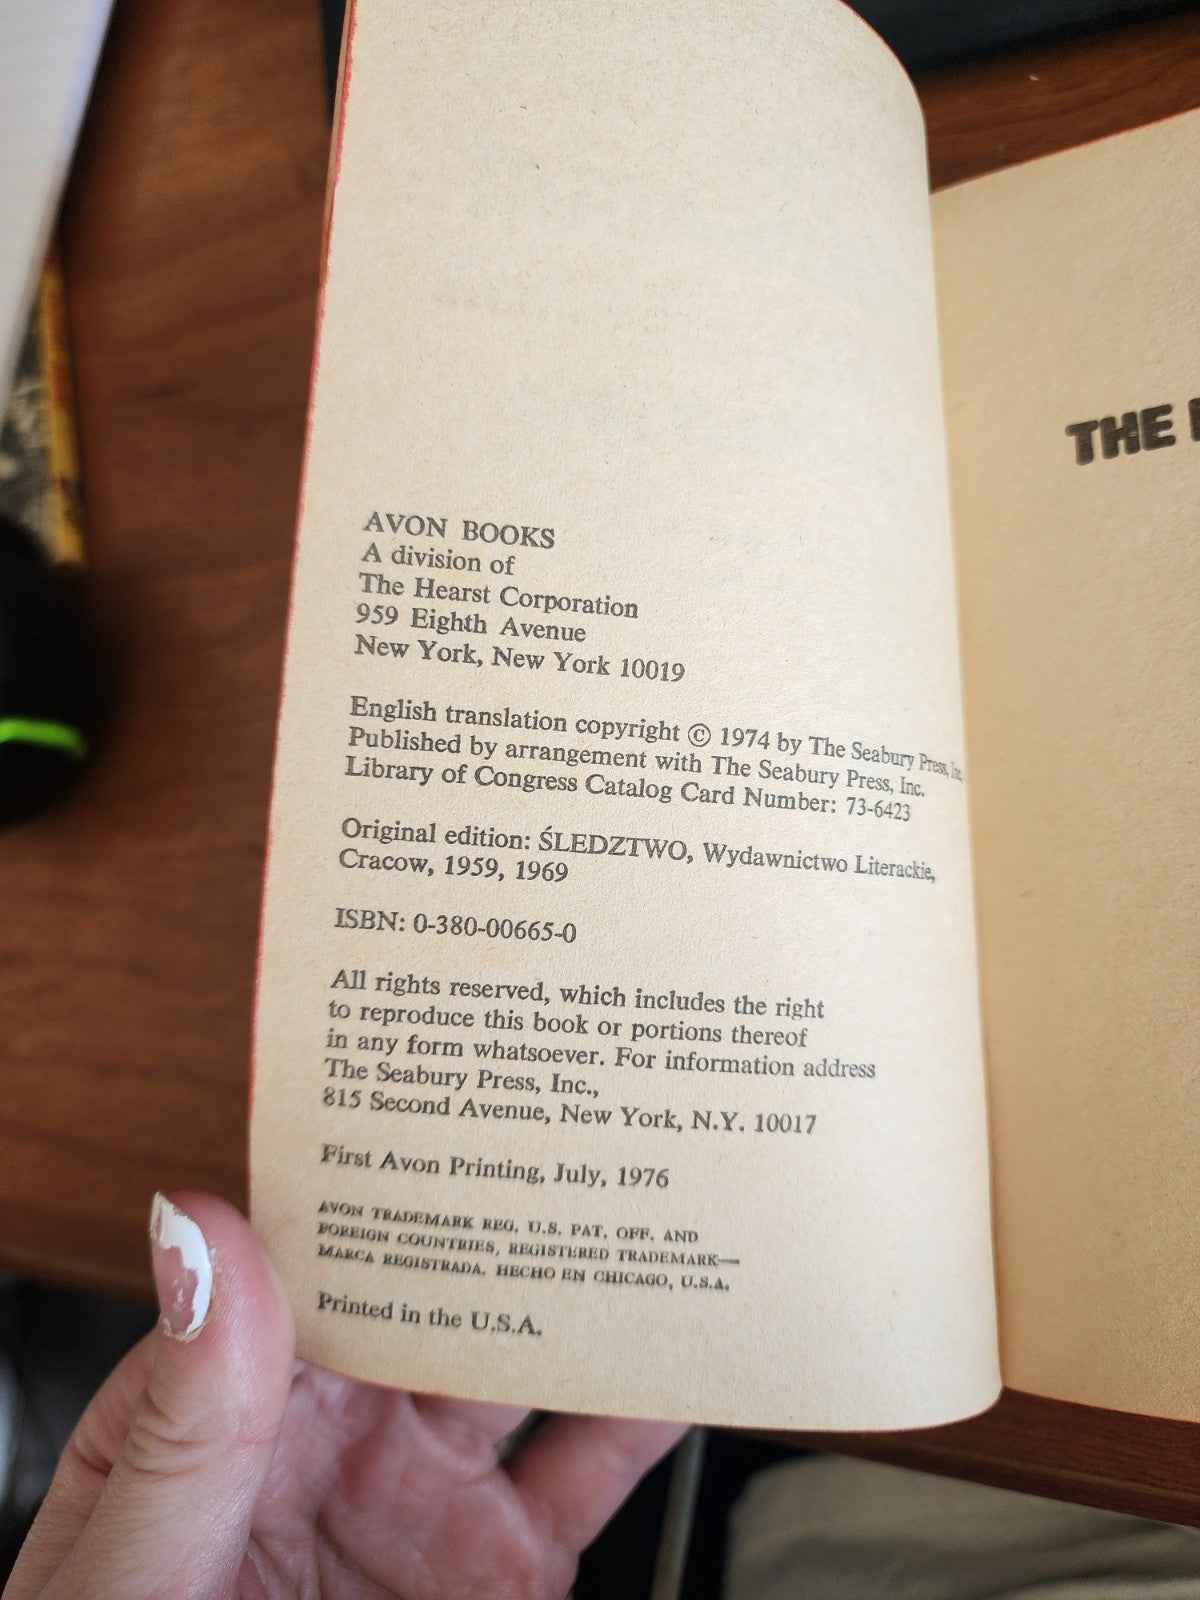 AVON BOOKS
A division of
The Hearst Corporation
959 Eighth Avenue
New York, New York 10019
English translation copyright © 1974 by The Seabury Press, Inc.
Published by arrangement with The Seabury Press, Inc.
Library of Congress Catalog Card Number: 73-6423
Original edition: ŚLEDZTWO, Wydawnictwo Literackie,
Cracow, 1959, 1969
ISBN: 0-380-00665-0
All rights reserved, which includes the right
to reproduce this book or portions thereof
in any form whatsoever. For information address
The Seabury Press, Inc.,
815 Second Avenue, New York, N.Y. 10017
First Avon Printing, July, 1976
AVON TRADEMARK REG. U.S. PAT. OFF. AND
FOREIGN COUNTRIES, REGISTERED TRADEMARK—
MARCA REGISTRADA, HECHO EN CHICAGO, U.S.A.
Printed in the U.S.A.
THE